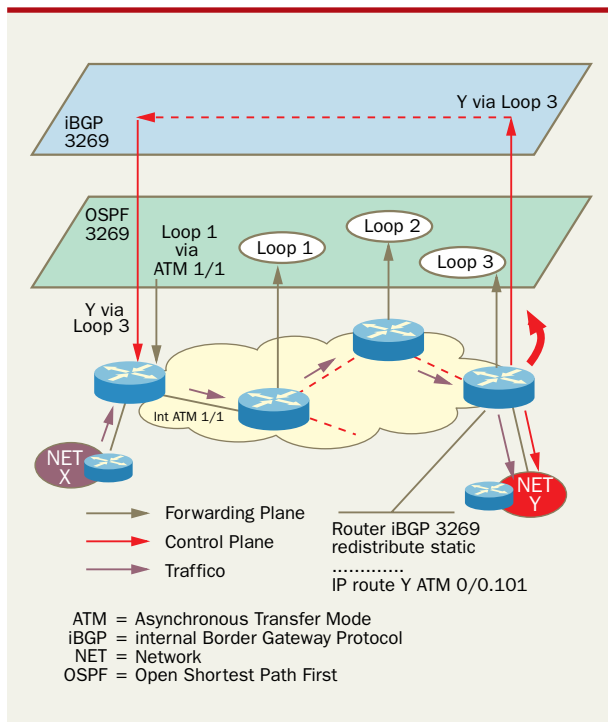 iBGP
3269
Y via Loop 3
OSPF
3269
Loop 1
via
ATM 1/1
Loop 1
Loop 2
Loop 3
Y via
Loop 3
Int ATM 1/1
NET
X
NET
Y
Forwarding Plane
Control Plane
Traffico
Router iBGP 3269
redistribute static
.............
IP route Y ATM 0/0.101
ATM = Asynchronous Transfer Mode
iBGP = internal Border Gateway Protocol
NET = Network
OSPF = Open Shortest Path First